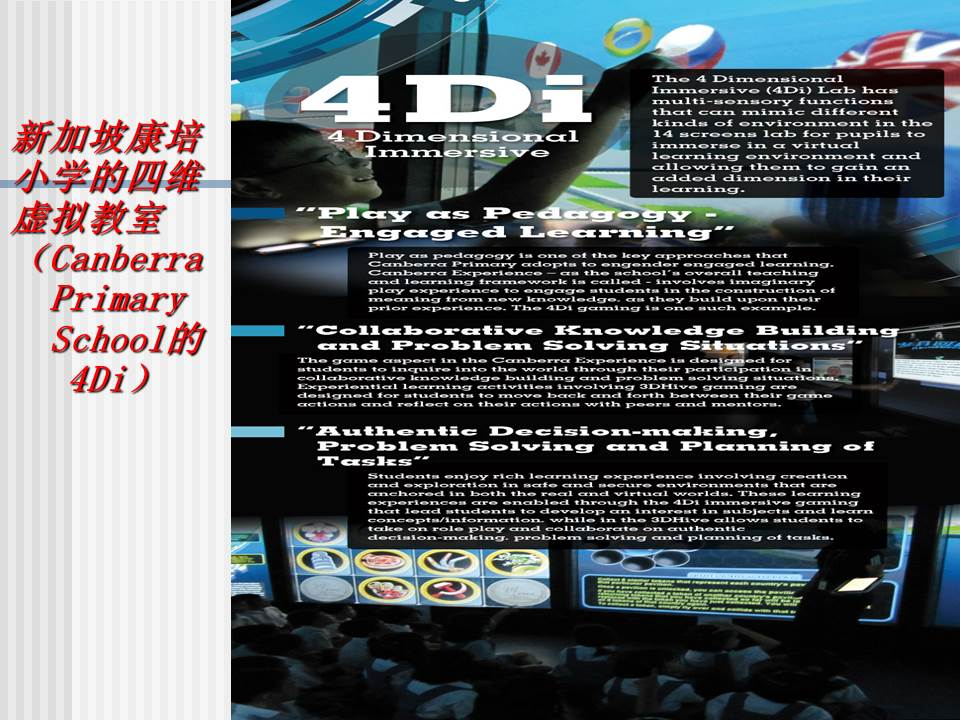 新加坡康培
小学的四维
虚拟教室
（Canberra
Primary
School的
4Di）
4Di
4 Dimensional
Immersive
The 4 Dimensional
Immersive (4Di) Lab has
multi-sensory functions
that can mimic different
kinds of environment in the
14 screens lab for pupils to
immerse in a virtual
learning environment and
allowing them to gain an
added dimension in their
learning.
"Play as Pedagogy -
Engaged Learning"
Play as pedagogy is one of the key approaches that
Canberra Primary adopts to engender engaged learning.
Canberra Experience – as the school's overall teaching
and learning framework is called - involves imaginary
play experience to engage students in the construction of
meaning from new knowledge, as they build upon their
prior experience. The 4Di gaming is one such example.
"Collaborative Knowledge Building
and Problem Solving Situations"
The game aspect in the Canberra Experience is designed for
students to inquire into the world through their participation in
collaborative knowledge building and problem solving situations.
Experiential learning activities involving 3DHive gaming are
designed for students to move back and forth between their game
actions and reflect on their actions with peers and mentors.
"Authentic Decision-making,
Problem Solving and Planning of
Tasks"
Students enjoy rich learning experience involving creation
and exploration in safe and secure environments that are
anchored in both the real and virtual worlds. These learning
experiences are enabled through the 4Di immersive gaming
that lead students to develop an interest in subjects and learn
concepts/information, while in the 3DHive allows students to
take on role play and collaborate on authentic
decision-making, problem solving and planning of tasks.
Collect 8 similar tokens that represent each country's
that particular pavilion.